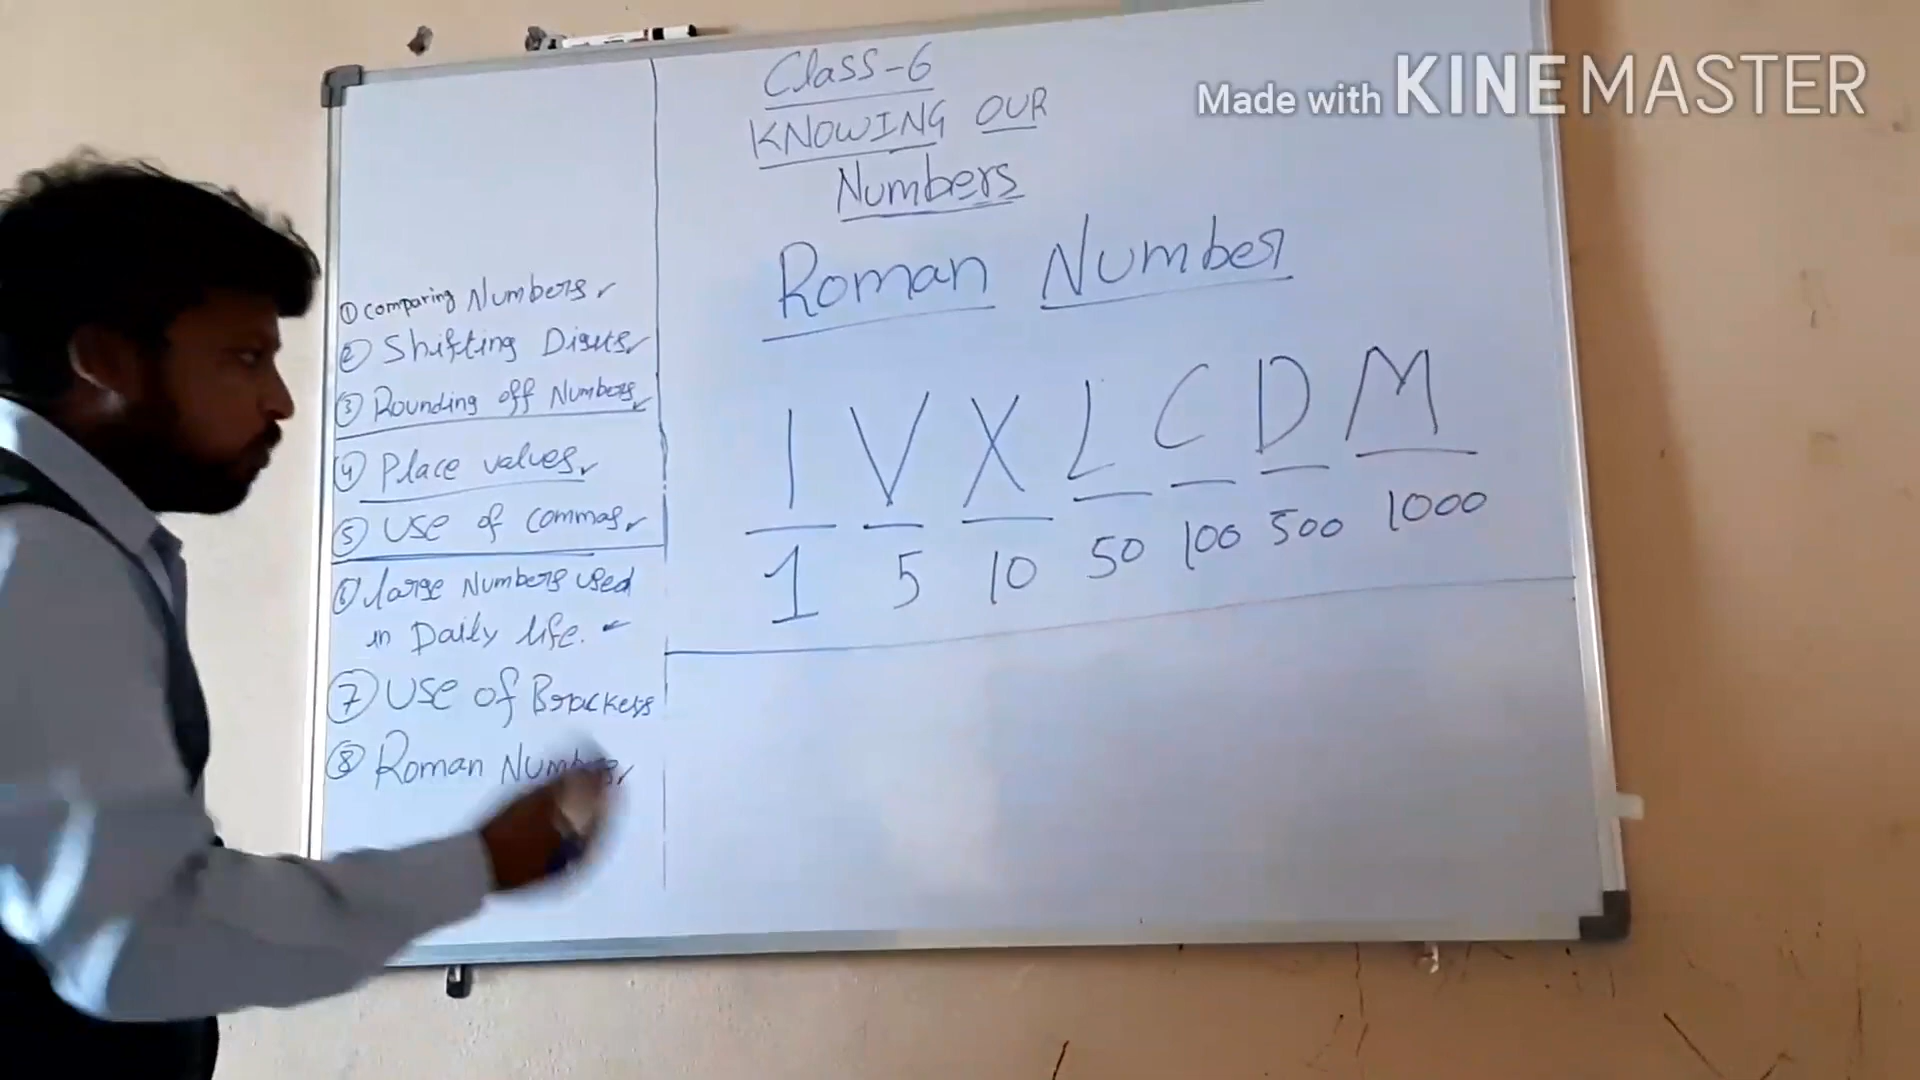 Made with KINEMASTER
Class-6
KNOWING OUR
Numbers
Roman Number
I V X L C D M
1 5 10 50 100 500 1000
① comparing Numbers ✓
② Shifting Digits ✓
③ Rounding off Numbers ✓
④ Place values ✓
⑤ Use of commas ✓
⑥ large Numbers used
in Daily life. ✓
⑦ Use of Brackets
⑧ Roman